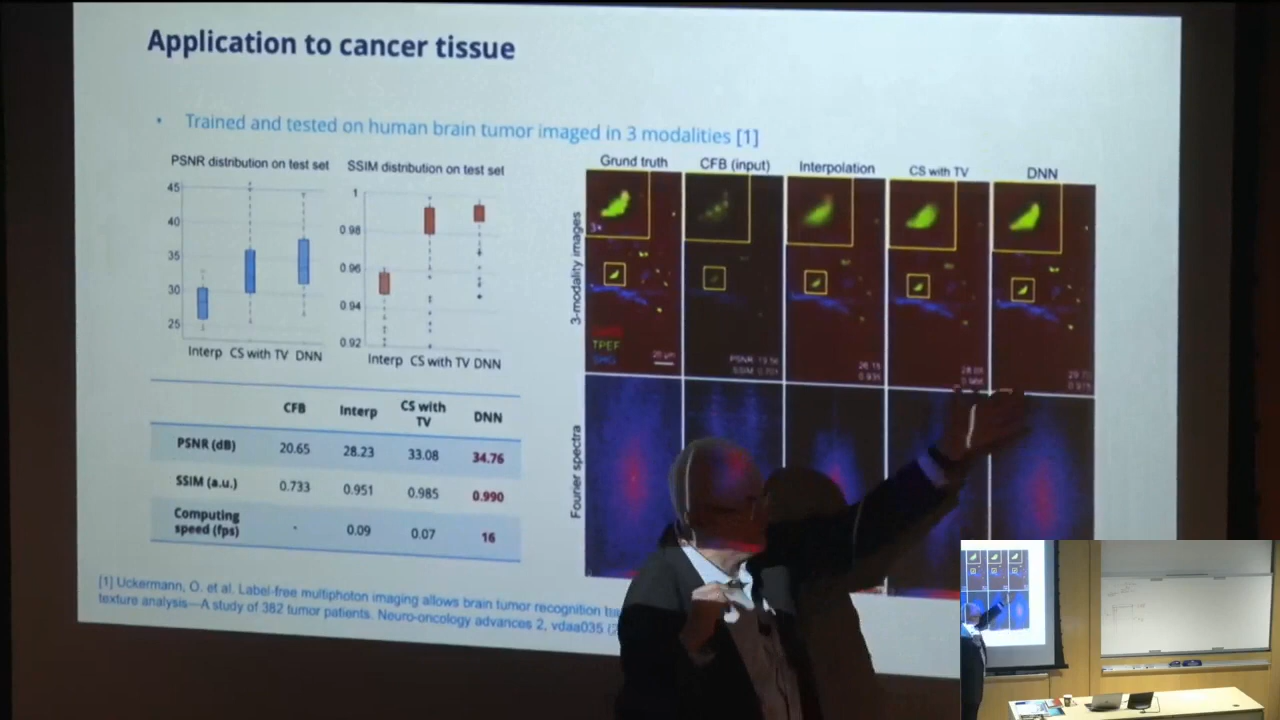 Application to cancer tissue
• Trained and tested on human brain tumor imaged in 3 modalities [1]
PSNR distribution on test set
45
40
35
30
25
Interp CS with TV DNN
SSIM distribution on test set
1
0.98
0.96
0.94
0.92
Interp CS with TV DNN
Grund truth CFB (input) Interpolation CS with TV DNN
3-modality images
3×
TPEF
20 µm
PSNR
SSIM
Fourier spectra
CFB Interp CS with TV DNN
PSNR (dB) 20.65 28.23 33.08 34.76
SSIM (a.u.) 0.733 0.951 0.985 0.990
Computing
speed (fps) - 0.09 0.07 16
[1] Uckermann, O. et al. Label-free multiphoton imaging allows brain tumor recognition
texture analysis—A study of 382 tumor patients. Neuro-oncology advances 2, vdaa035